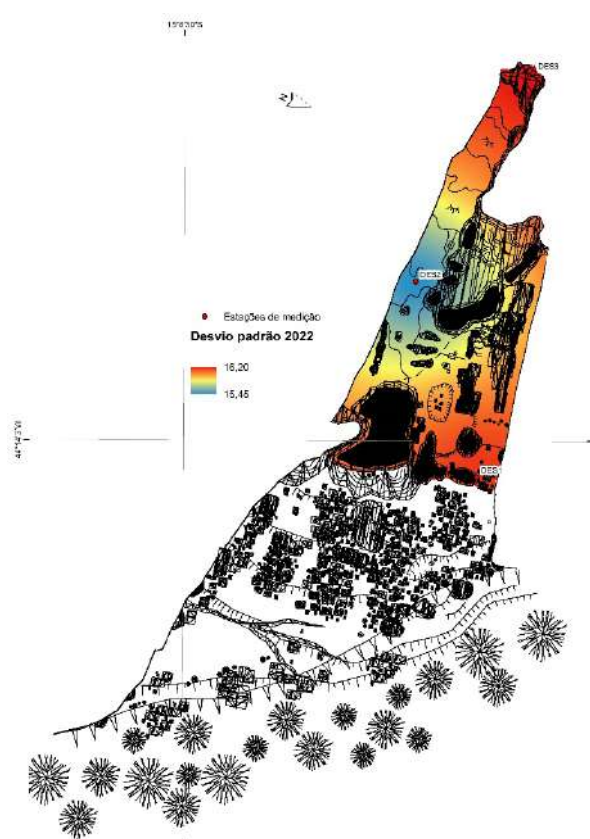 DES3
DES2
Estações de medição
Desvio padrão 2022
16,20
15,45
DES1